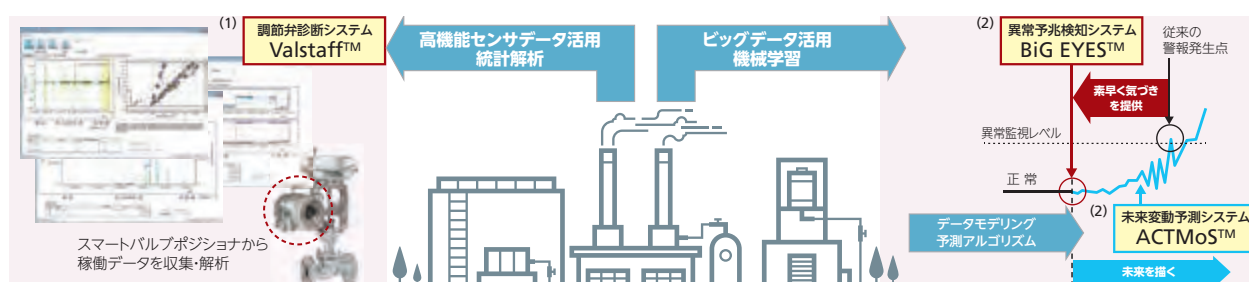 (1)
調節弁診断システム
Valstaff™
スマートバルブポジショナから
稼働データを収集・解析
高機能センサデータ活用
統計解析
ビッグデータ活用
機械学習
(2)
異常予兆検知システム
BiG EYES™
従来の
警報発生点
素早く気づき
を提供
異常監視レベル
正 常
データモデリング
予測アルゴリズム
(2)
未来変動予測システム
ACTMoS™
未来を描く